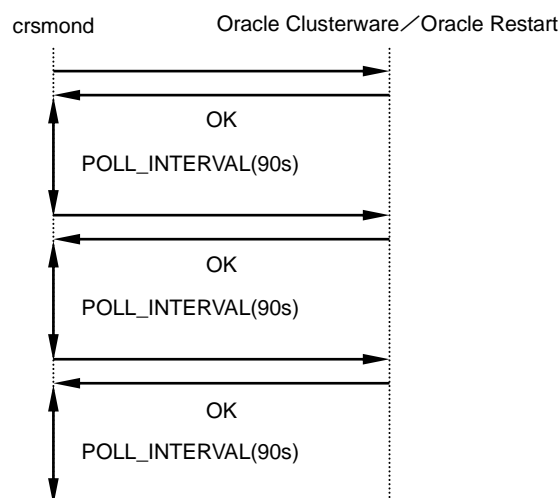 crsmond
Oracle Clusterware／Oracle Restart
OK
POLL_INTERVAL(90s)
OK
POLL_INTERVAL(90s)
OK
POLL_INTERVAL(90s)